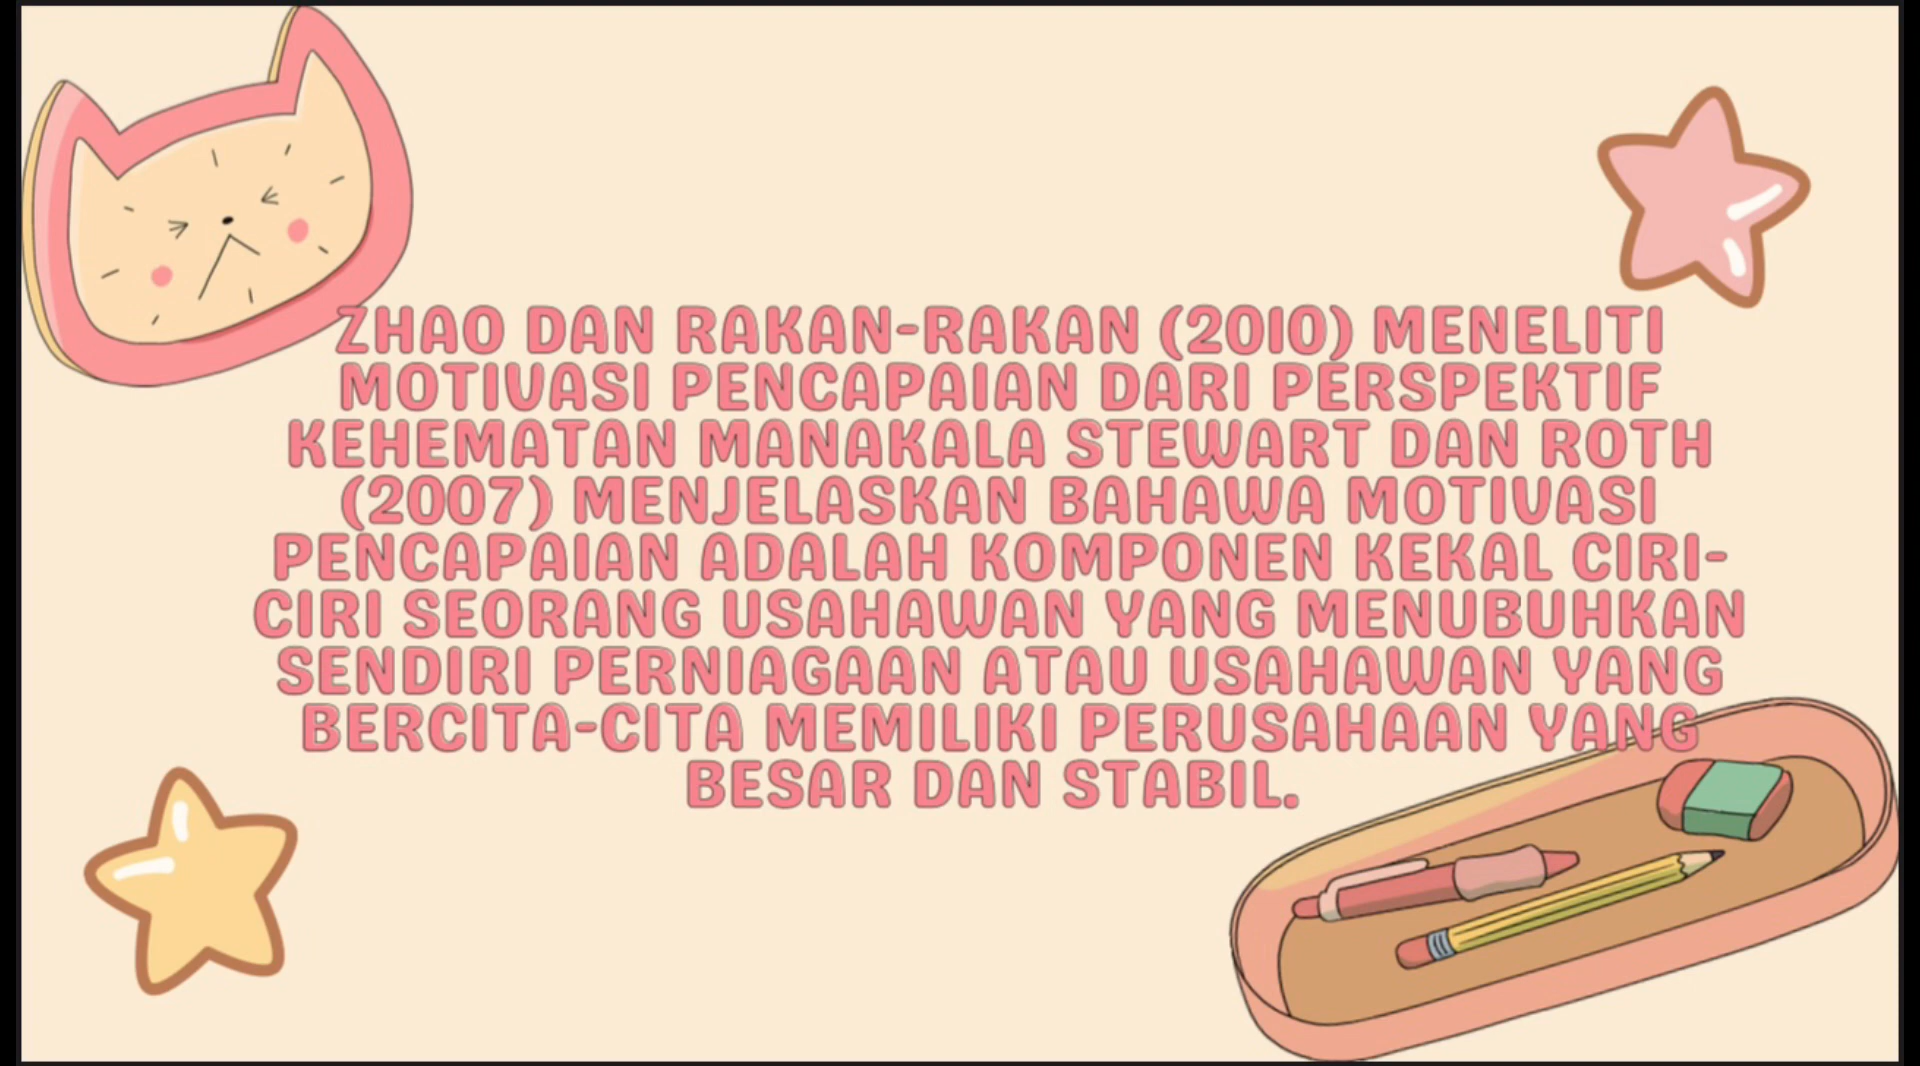 ZHAO DAN RAKAN-RAKAN (2010) MENELITI
MOTIVASI PENCAPAIAN DARI PERSPEKTIF
KEHEMATAN MANAKALA STEWART DAN ROTH
(2007) MENJELASKAN BAHAWA MOTIVASI
PENCAPAIAN ADALAH KOMPONEN KEKAL CIRI-
CIRI SEORANG USAHAWAN YANG MENUBUHKAN
SENDIRI PERNIAGAAN ATAU USAHAWAN YANG
BERCITA-CITA MEMILIKI PERUSAHAAN YANG
BESAR DAN STABIL.